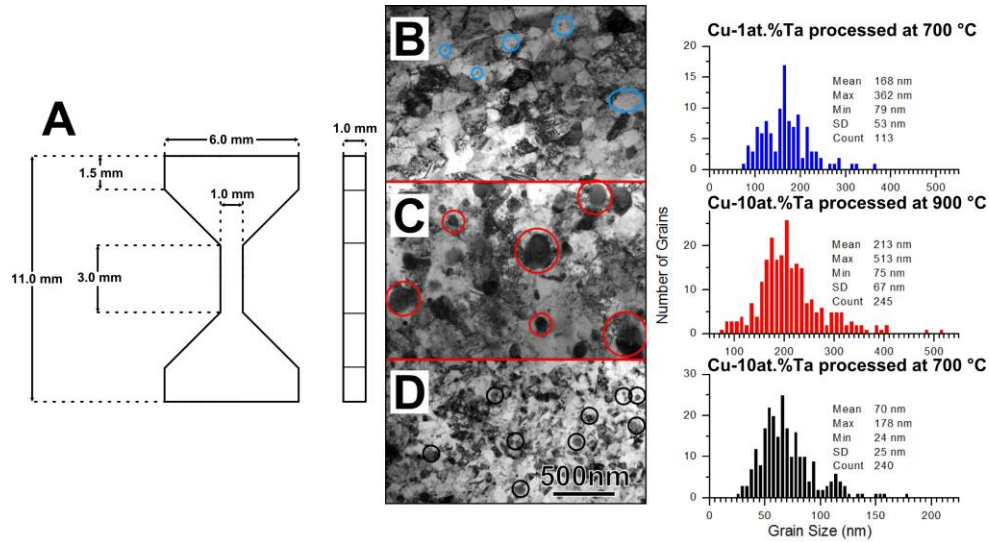 A
6.0 mm
1.0 mm
1.5 mm
1.0 mm
11.0 mm
3.0 mm
B
C
D
500nm
Cu-1at.%Ta processed at 700 °C
20
15
10
5
0
Mean 168 nm
Max 362 nm
Min 79 nm
SD 53 nm
Count 113
0 100 200 300 400 500
Cu-10at.%Ta processed at 900 °C
20
10
0
Mean 213 nm
Max 513 nm
Min 75 nm
SD 67 nm
Count 245
100 200 300 400 500
Number of Grains
Cu-10at.%Ta processed at 700°C
30
20
10
0
Mean 70 nm
Max 178 nm
Min 24 nm
SD 25 nm
Count 240
0 50 100 150 200
Grain Size (nm)